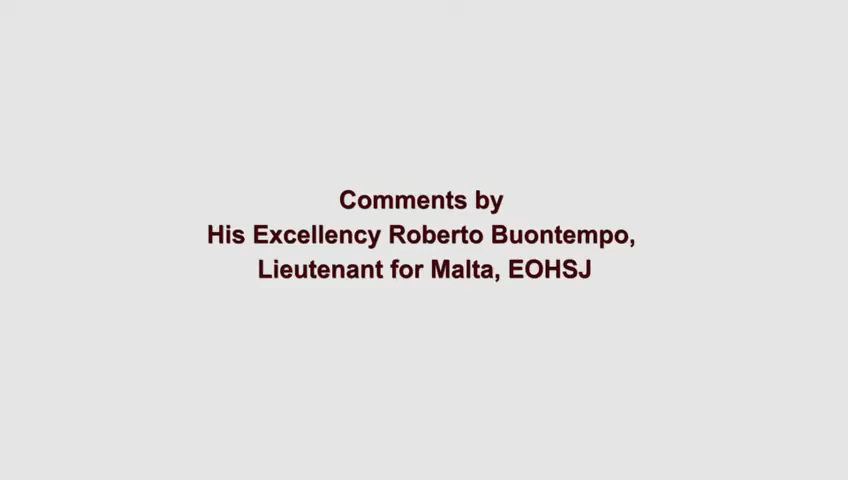 Comments by
His Excellency Roberto Buontempo,
Lieutenant for Malta, EOHSJ